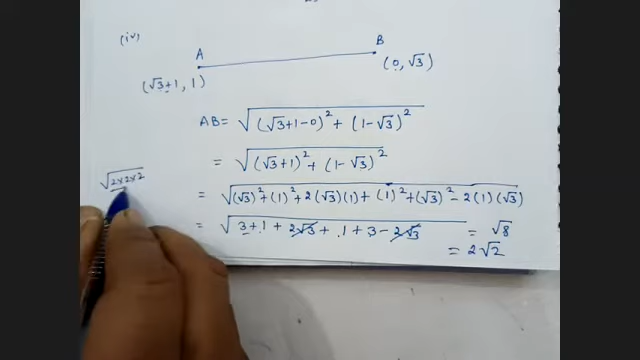 (iv)
A B
(√3+1, 1) (0, √3)
AB = √((√3+1-0)² + (1-√3)²)
= √((√3+1)² + (1-√3)²)
√(2×2×2)
= √((√3)² + (1)² + 2(√3)(1) + (1)² + (√3)² - 2(1)(√3))
= √(3+1+2√3+1+3-2√3) = √8
= 2√2